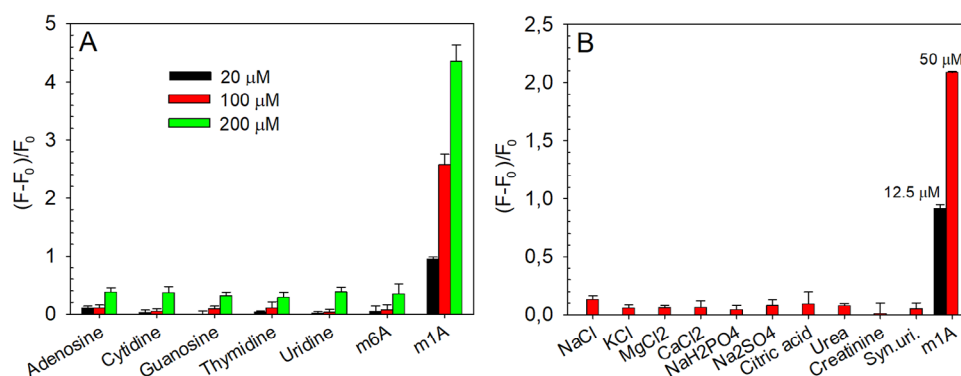 A
20 µM
100 µM
200 µM
(F-F0)/F0
5
4
3
2
1
0
Adenosine
Cytidine
Guanosine
Thymidine
Uridine
m6A
m1A
B
50 µM
12.5 µM
(F-F0)/F0
2,5
2,0
1,5
1,0
0,5
0,0
NaCl
KCl
MgCl2
CaCl2
NaH2PO4
Na2SO4
Citric acid
Urea
Creatinine
Syn.uri.
m1A